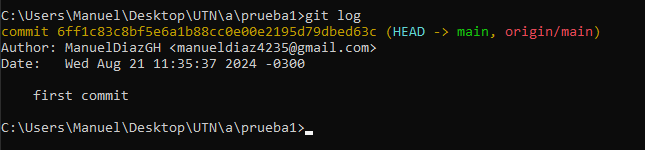 C:\Users\Manuel\Desktop\UTN\a\prueba1>git log
commit 6ff1c83c8bf5e6a1b88cc0e00e2195d79dbed63c (HEAD -> main, origin/main)
Author: ManuelDiazGH <manueldiaz4235@gmail.com>
Date:   Wed Aug 21 11:35:37 2024 -0300
    first commit
C:\Users\Manuel\Desktop\UTN\a\prueba1>